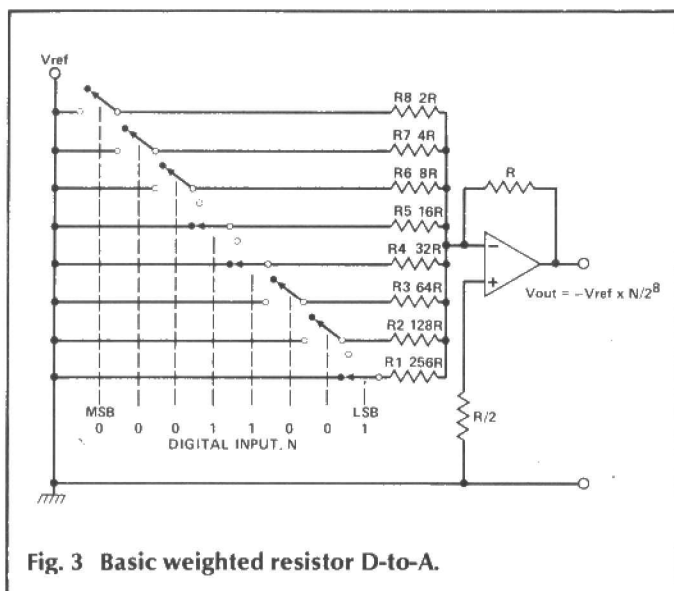 Vref
R8 2R
R7 4R
R6 8R
R5 16R
R4 32R
R3 64R
R2 128R
R1 256R
R
−
+
Vout = −Vref x N/2⁸
R/2
MSB
LSB
0 0 0 1 1 0 0 1
DIGITAL INPUT, N
Fig. 3 Basic weighted resistor D-to-A.